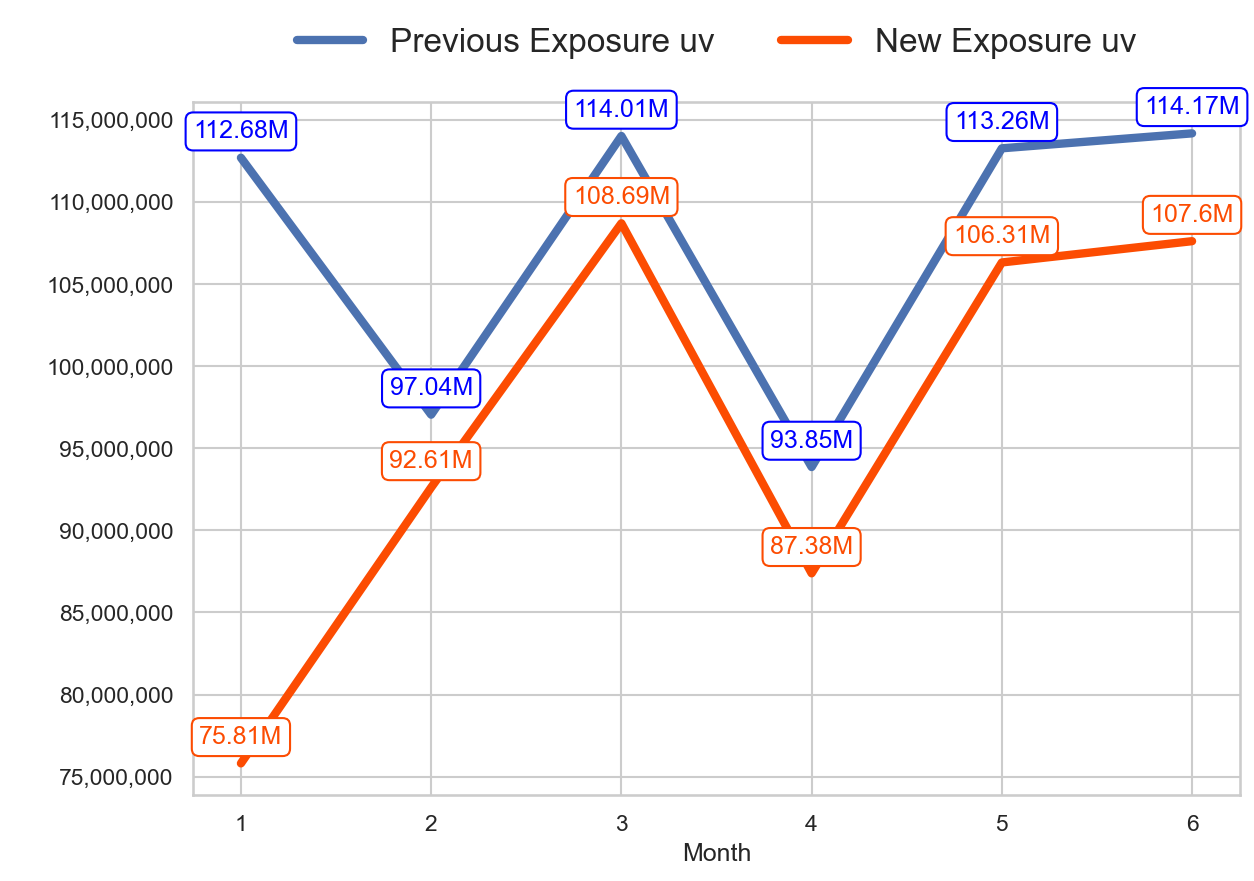 Previous Exposure uv New Exposure uv
115,000,000
110,000,000
105,000,000
100,000,000
95,000,000
90,000,000
85,000,000
80,000,000
75,000,000
112.68M
97.04M
114.01M
93.85M
113.26M
114.17M
75.81M
92.61M
108.69M
87.38M
106.31M
107.6M
1 2 3 4 5 6
Month